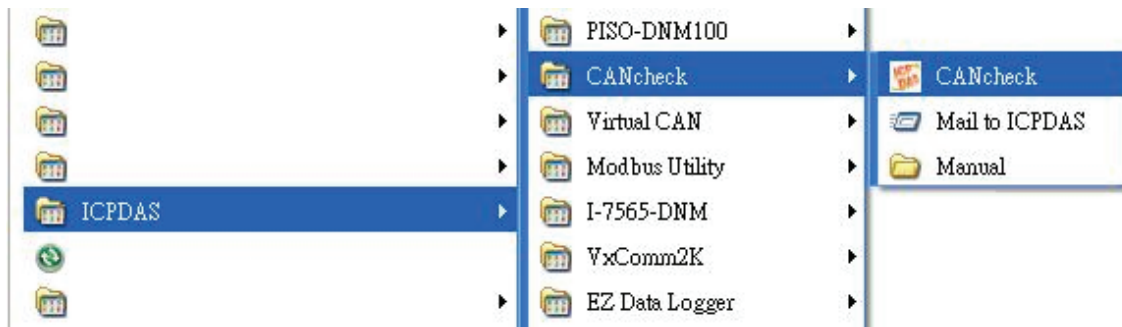 ICPDAS
PISO-DNM100
CANcheck
Virtual CAN
Modbus Utility
I-7565-DNM
VxComm2K
EZ Data Logger
CANcheck
Mail to ICPDAS
Manual